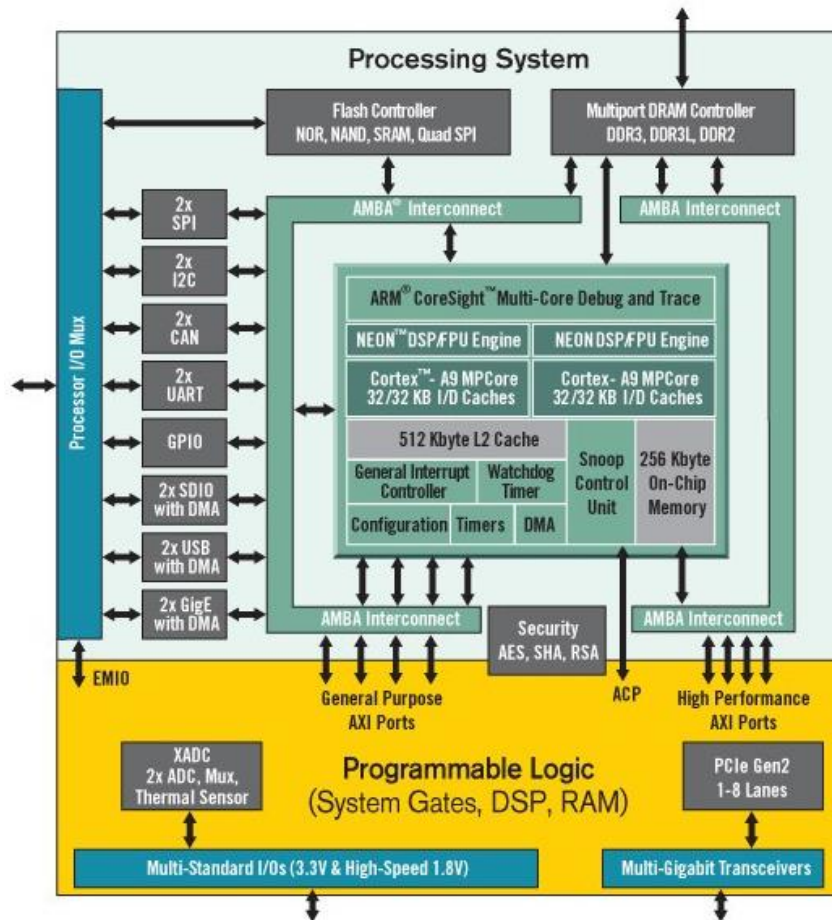 Processing System
Flash Controller
NOR, NAND, SRAM, Quad SPI
Multiport DRAM Controller
DDR3, DDR3L, DDR2
AMBA® Interconnect
AMBA Interconnect
Processor I/O Mux
2x
SPI
2x
I2C
2x
CAN
2x
UART
GPIO
2x SDIO
with DMA
2x USB
with DMA
2x GigE
with DMA
ARM® CoreSight™ Multi-Core Debug and Trace
NEON™ DSP/FPU Engine
NEON DSP/FPU Engine
Cortex™- A9 MPCore
32/32 KB I/D Caches
Cortex- A9 MPCore
32/32 KB I/D Caches
512 Kbyte L2 Cache
General Interrupt
Controller
Watchdog
Timer
Configuration
Timers
DMA
Snoop
Control
Unit
256 Kbyte
On-Chip
Memory
AMBA Interconnect
Security
AES, SHA, RSA
AMBA Interconnect
EMIO
General Purpose
AXI Ports
ACP
High Performance
AXI Ports
XADC
2x ADC, Mux,
Thermal Sensor
Programmable Logic
(System Gates, DSP, RAM)
PCIe Gen2
1-8 Lanes
Multi-Standard I/Os (3.3V & High-Speed 1.8V)
Multi-Gigabit Transceivers